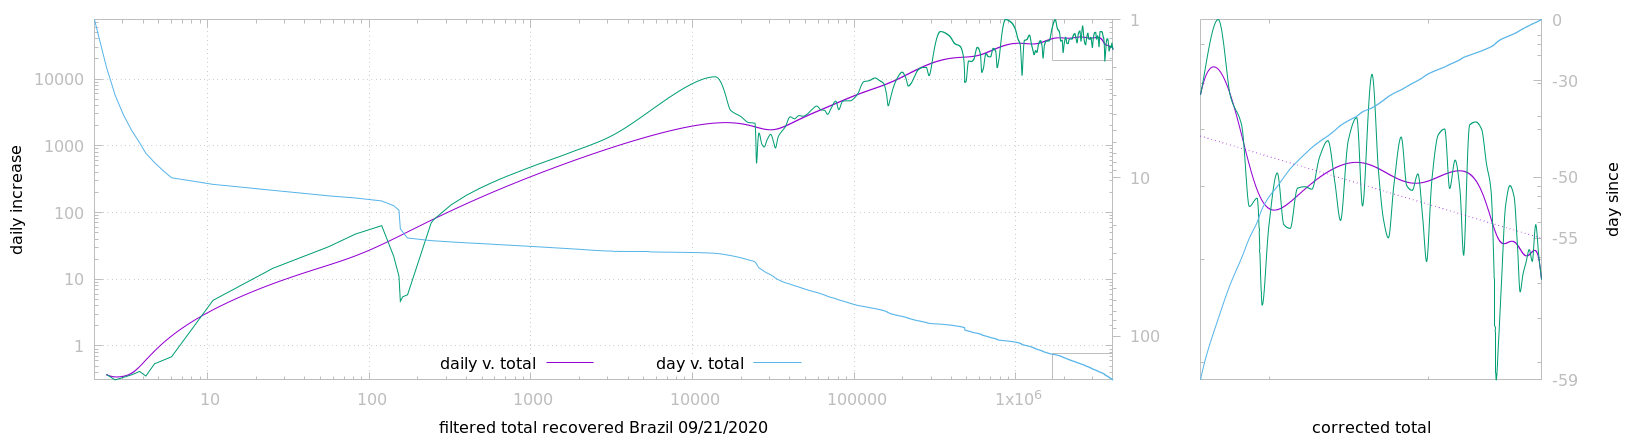 daily increase
10000
1000
100
10
1
10
100
1000
10000
100000
1x10^6
1
10
100
daily v. total
day v. total
filtered total recovered Brazil 09/21/2020
0
-30
-50
-55
-59
day since
corrected total